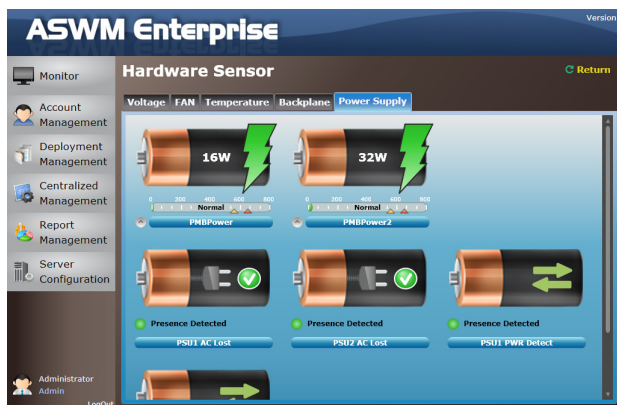 ASWM Enterprise
Version
Monitor
Account
Management
Deployment
Management
Centralized
Management
Report
Management
Server
Configuration
Administrator
Admin
LogOut
Hardware Sensor
Return
Voltage FAN Temperature Backplane Power Supply
16W 32W
0 200 400 600 800 0 200 400 600 800
Normal Normal
PMBPower PMBPower2
Presence Detected Presence Detected Presence Detected
PSU1 AC Lost PSU2 AC Lost PSU1 PWR Detect